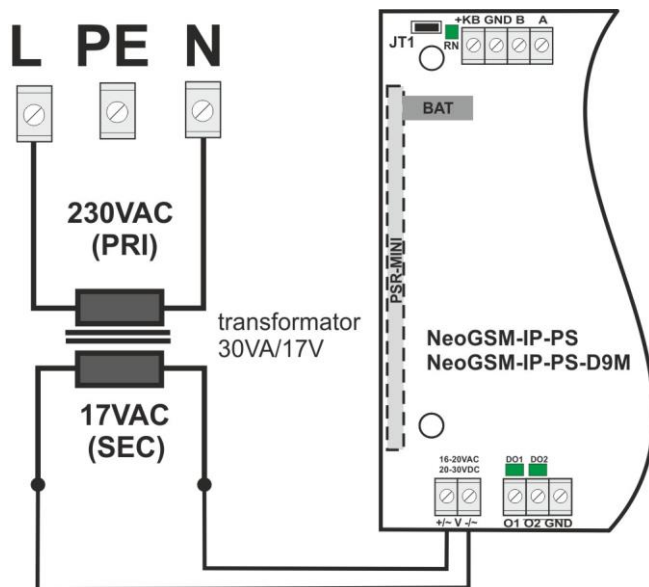 L PE N
230VAC
(PRI)
transformator
30VA/17V
17VAC
(SEC)
+KB GND B A
JT1
RN
BAT
PSR-MINI
NeoGSM-IP-PS
NeoGSM-IP-PS-D9M
16-20VAC
20-30VDC
DO1 DO2
+/~ V -/~
O1 O2 GND